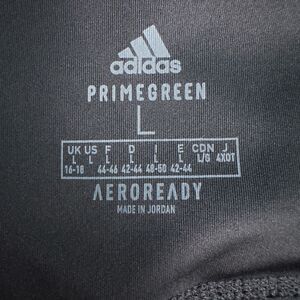 adidas
PRIMEGREEN
L
UK US F D I E CDN J
L L L L L L L/G 4XOT
16-18 44-46 42-44 48-50 42-44
AEROREADY
MADE IN JORDAN